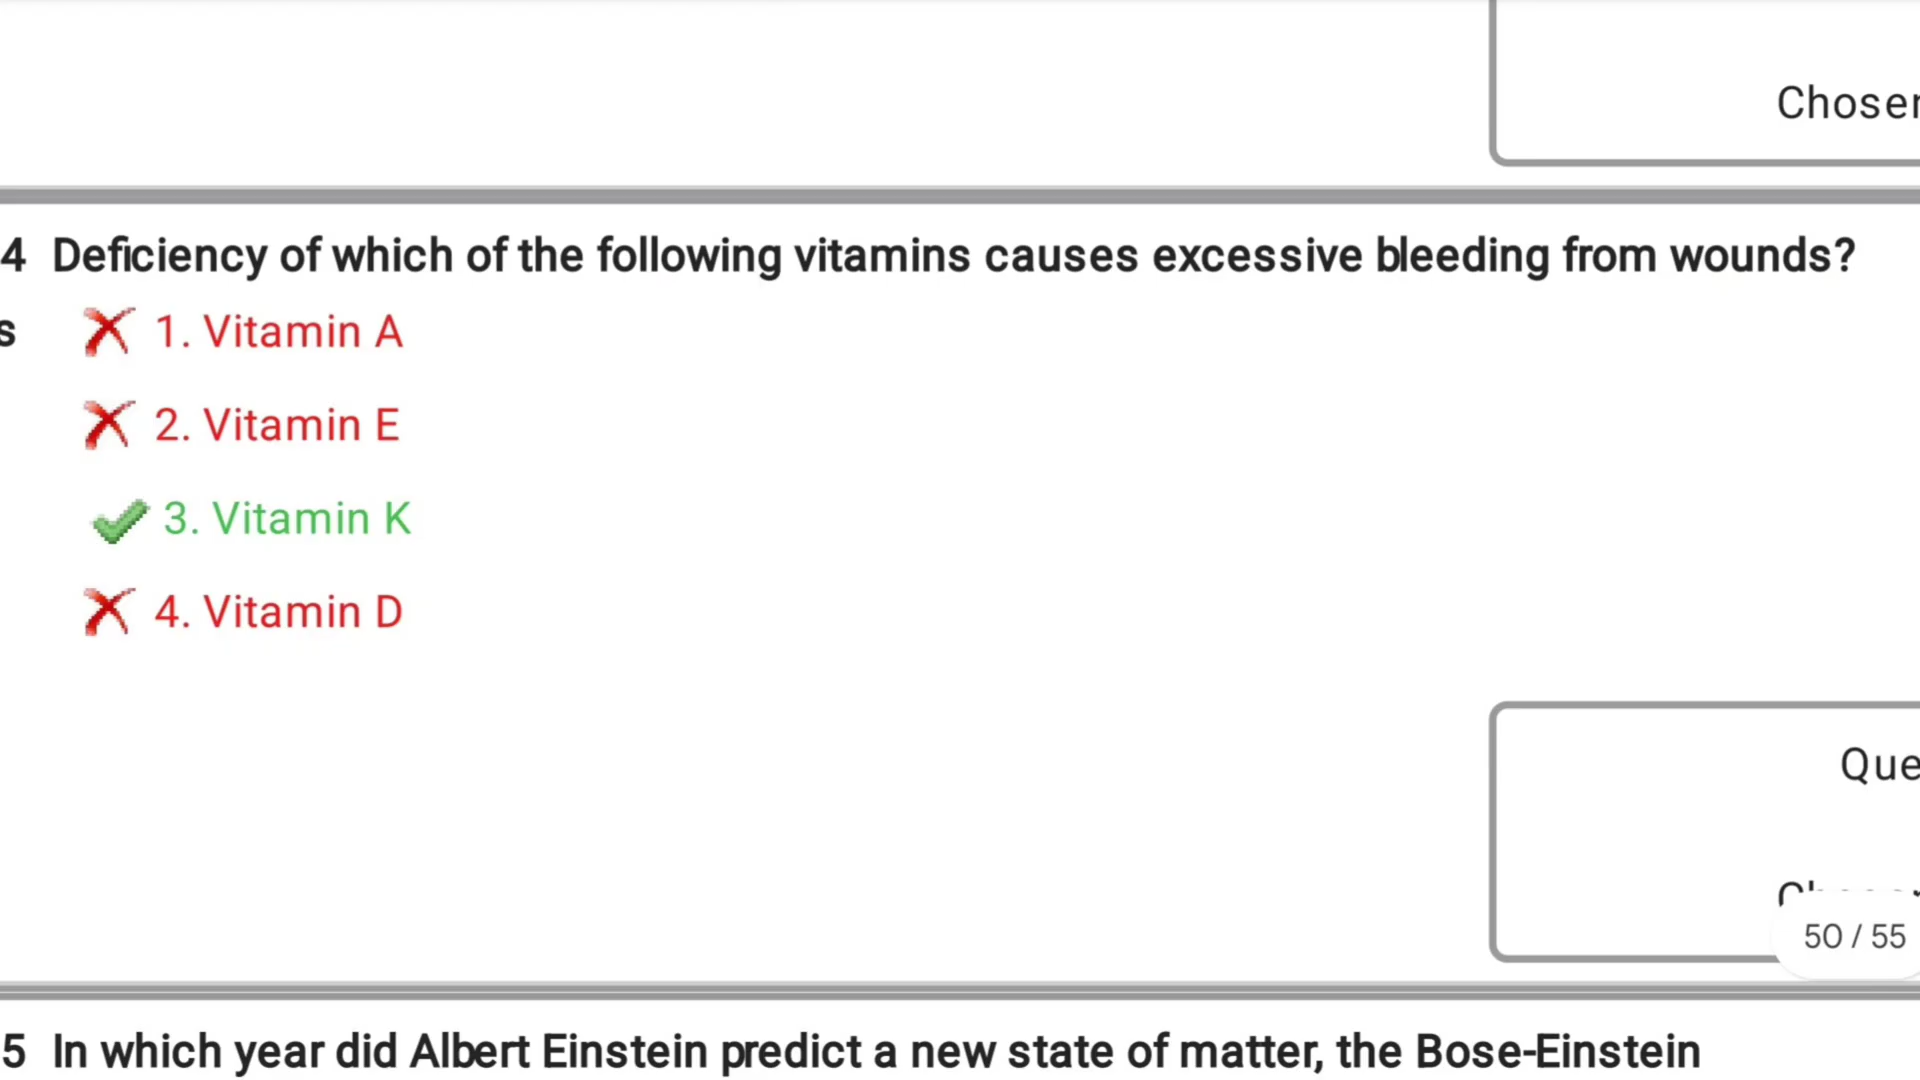 4 Deficiency of which of the following vitamins causes excessive bleeding from wounds?
1. Vitamin A
2. Vitamin E
3. Vitamin K
4. Vitamin D
50 / 55
5 In which year did Albert Einstein predict a new state of matter, the Bose-Einstein